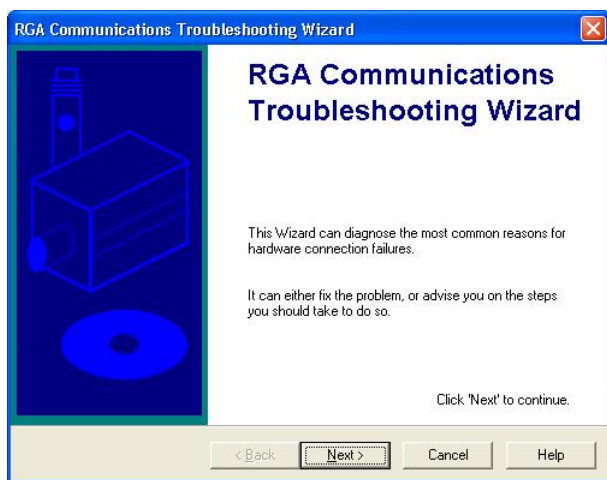 RGA Communications Troubleshooting Wizard
RGA Communications
Troubleshooting Wizard
This Wizard can diagnose the most common reasons for
hardware connection failures.
It can either fix the problem, or advise you on the steps
you should take to do so.
Click 'Next' to continue.
< Back
Next >
Cancel
Help